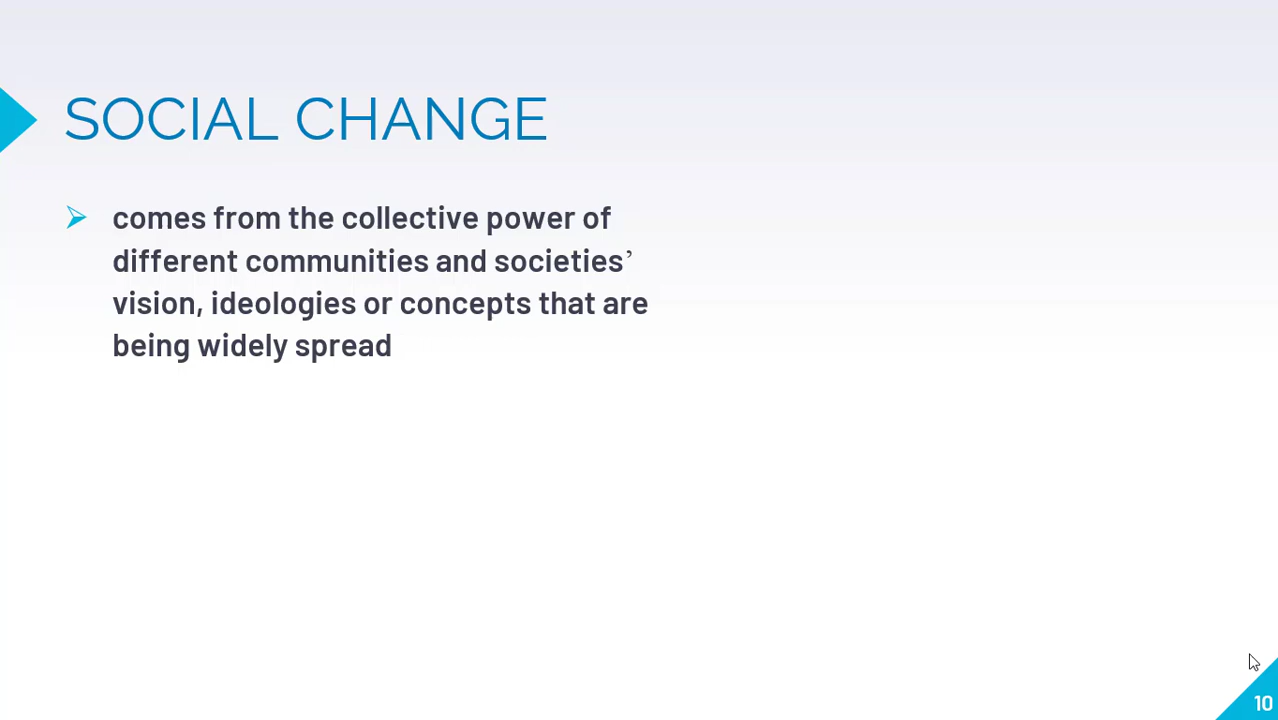 SOCIAL CHANGE
comes from the collective power of
different communities and societies’
vision, ideologies or concepts that are
being widely spread
10